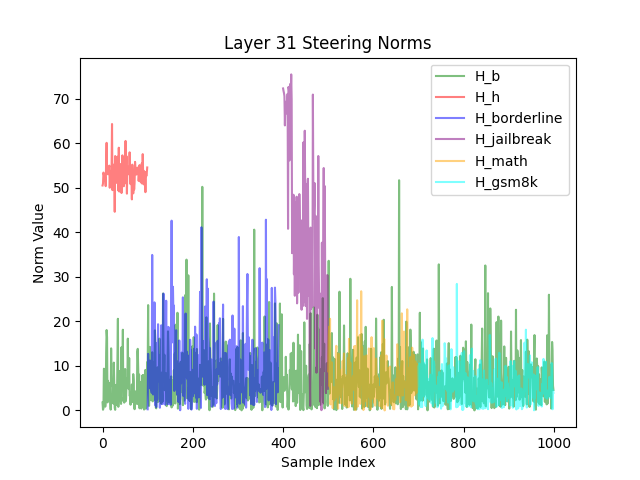 Layer 31 Steering Norms
Norm Value
70
60
50
40
30
20
10
0
0
200
400
600
800
1000
Sample Index
H_b
H_h
H_borderline
H_jailbreak
H_math
H_gsm8k